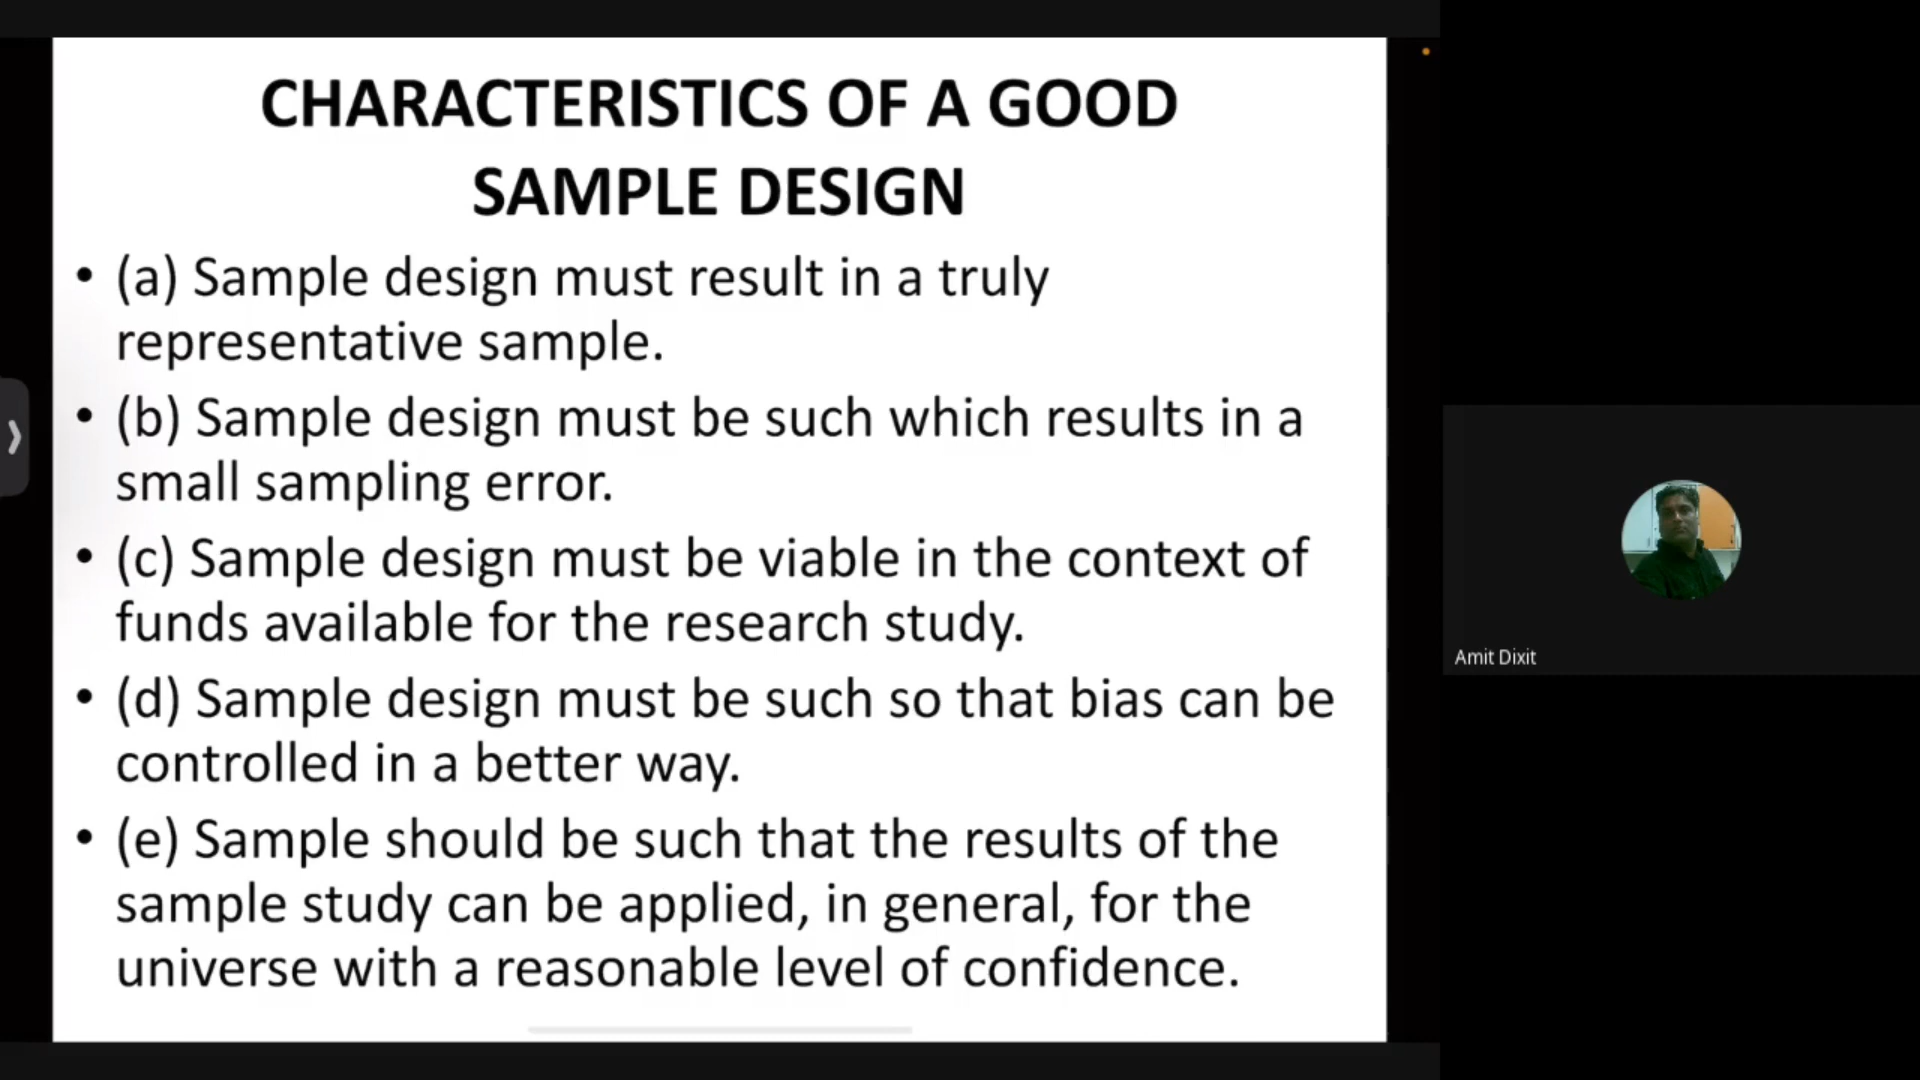 CHARACTERISTICS OF A GOOD
SAMPLE DESIGN
• (a) Sample design must result in a truly
representative sample.
• (b) Sample design must be such which results in a
small sampling error.
• (c) Sample design must be viable in the context of
funds available for the research study.
• (d) Sample design must be such so that bias can be
controlled in a better way.
• (e) Sample should be such that the results of the
sample study can be applied, in general, for the
universe with a reasonable level of confidence.
Amit Dixit